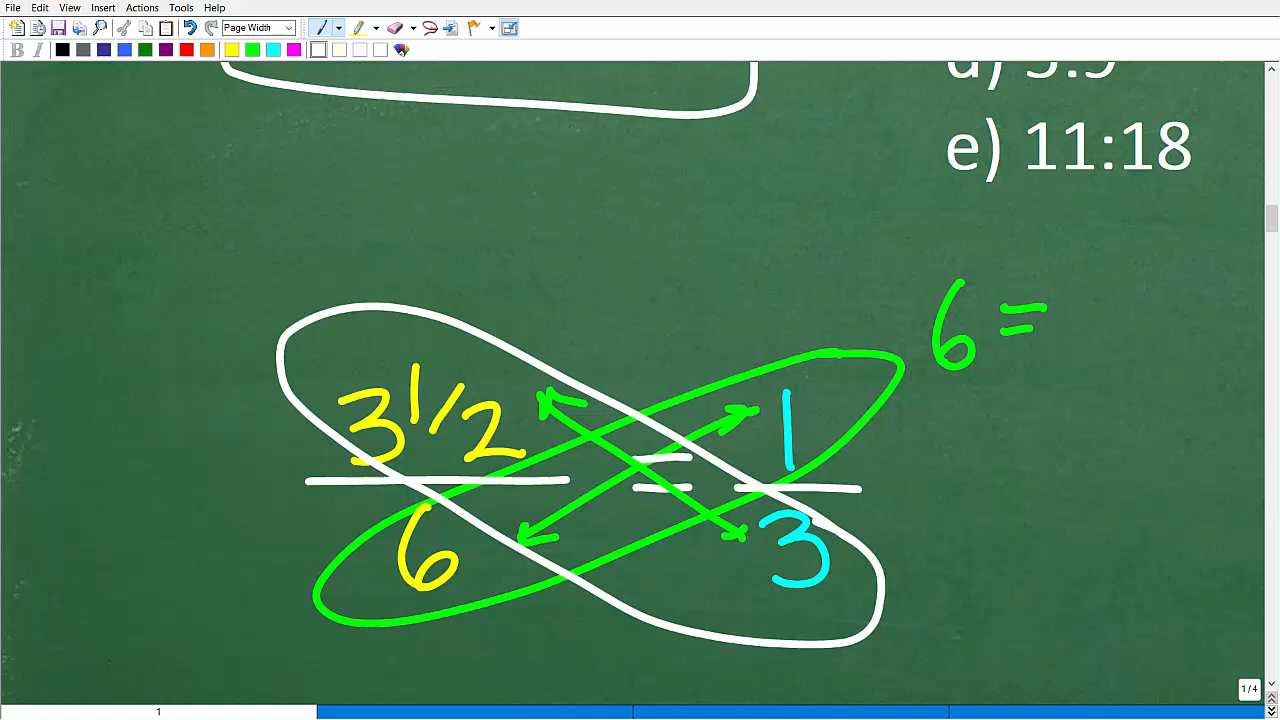 File Edit View Insert Actions Tools Help
Page Width
B I
e) 11:18
6 =
3 1/2 = 1
6 3
1/4
1